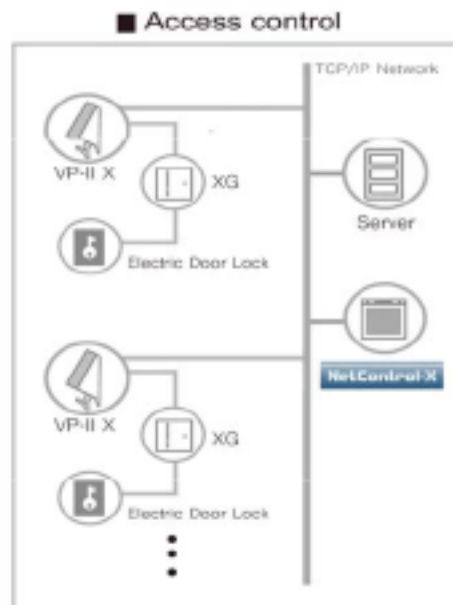 ■ Access control
TCP/IP Network
VP-II X
XG
Server
Electric Door Lock
NetControl-X
VP-II X
XG
Electric Door Lock